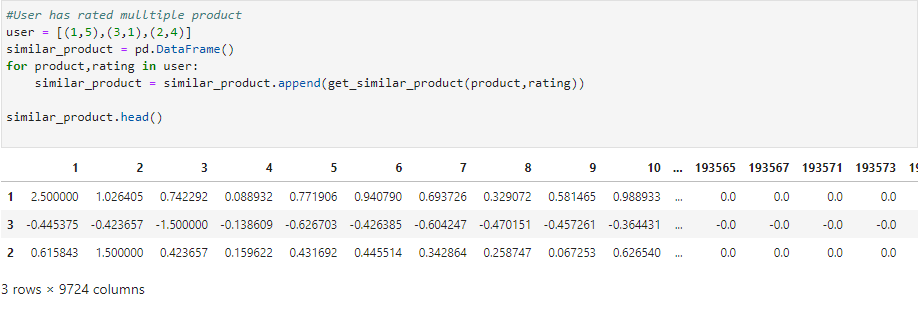 #User has rated mulltiple product
user = [(1,5),(3,1),(2,4)]
similar_product = pd.DataFrame()
for product,rating in user:
    similar_product = similar_product.append(get_similar_product(product,rating))
similar_product.head()
1 2 3 4 5 6 7 8 9 10 ... 193565 193567 193571 193573 19
1 2.500000 1.026405 0.742292 0.088932 0.771906 0.940790 0.693726 0.329072 0.581465 0.988933 ... 0.0 0.0 0.0 0.0
3 -0.445375 -0.423657 -1.500000 -0.138609 -0.626703 -0.426385 -0.604247 -0.470151 -0.457261 -0.364431 ... -0.0 -0.0 -0.0 -0.0
2 0.615843 1.500000 0.423657 0.159622 0.431692 0.445514 0.342864 0.258747 0.067253 0.626540 ... 0.0 0.0 0.0 0.0
3 rows × 9724 columns